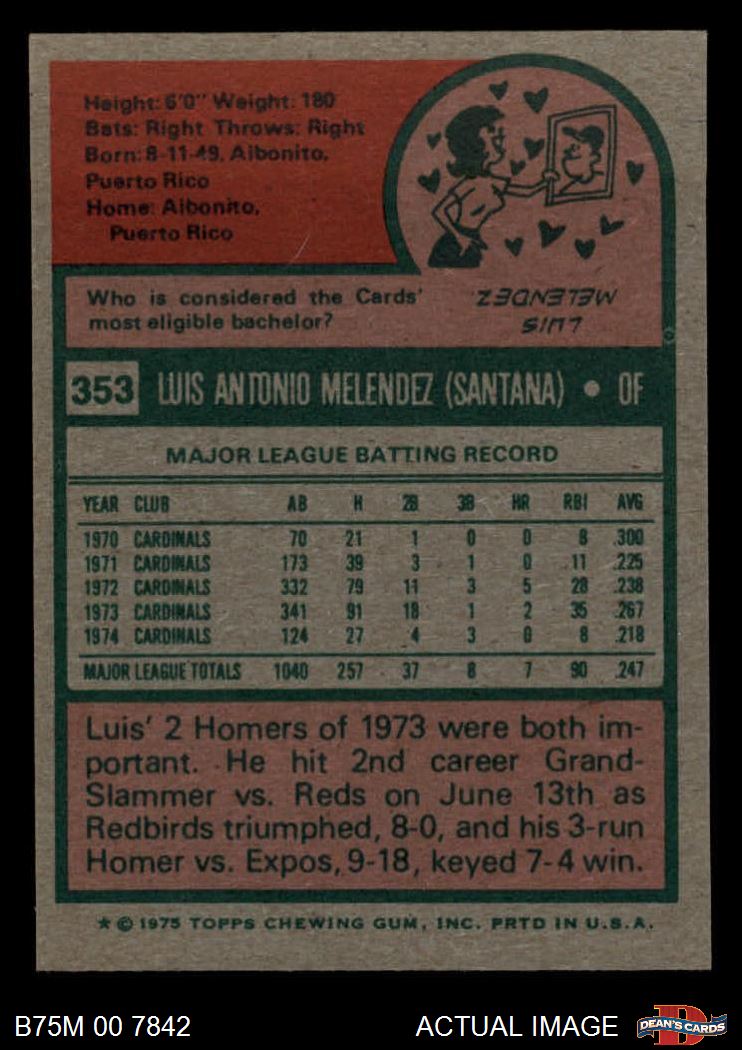 Height: 6'0" Weight: 180
Bats: Right Throws: Right
Born: 8-11-49, Aibonito,
Puerto Rico
Home: Aibonito,
Puerto Rico
Who is considered the Cards'
most eligible bachelor?
LUIS
MELENDEZ
353 LUIS ANTONIO MELENDEZ (SANTANA) • OF
MAJOR LEAGUE BATTING RECORD
YEAR CLUB AB H 2B 3B HR RBI AVG
1970 CARDINALS 70 21 1 0 0 8 .300
1971 CARDINALS 173 39 3 1 0 11 .225
1972 CARDINALS 332 79 11 3 5 28 .238
1973 CARDINALS 341 91 18 1 2 35 .267
1974 CARDINALS 124 27 4 3 0 8 .218
MAJOR LEAGUE TOTALS 1040 257 37 8 7 90 .247
Luis' 2 Homers of 1973 were both im-
portant. He hit 2nd career Grand-
Slammer vs. Reds on June 13th as
Redbirds triumphed, 8-0, and his 3-run
Homer vs. Expos, 9-18, keyed 7-4 win.
★ © 1975 TOPPS CHEWING GUM, INC. PRTD IN U.S.A.
B75M 00 7842 ACTUAL IMAGE D DEAN'S CARDS